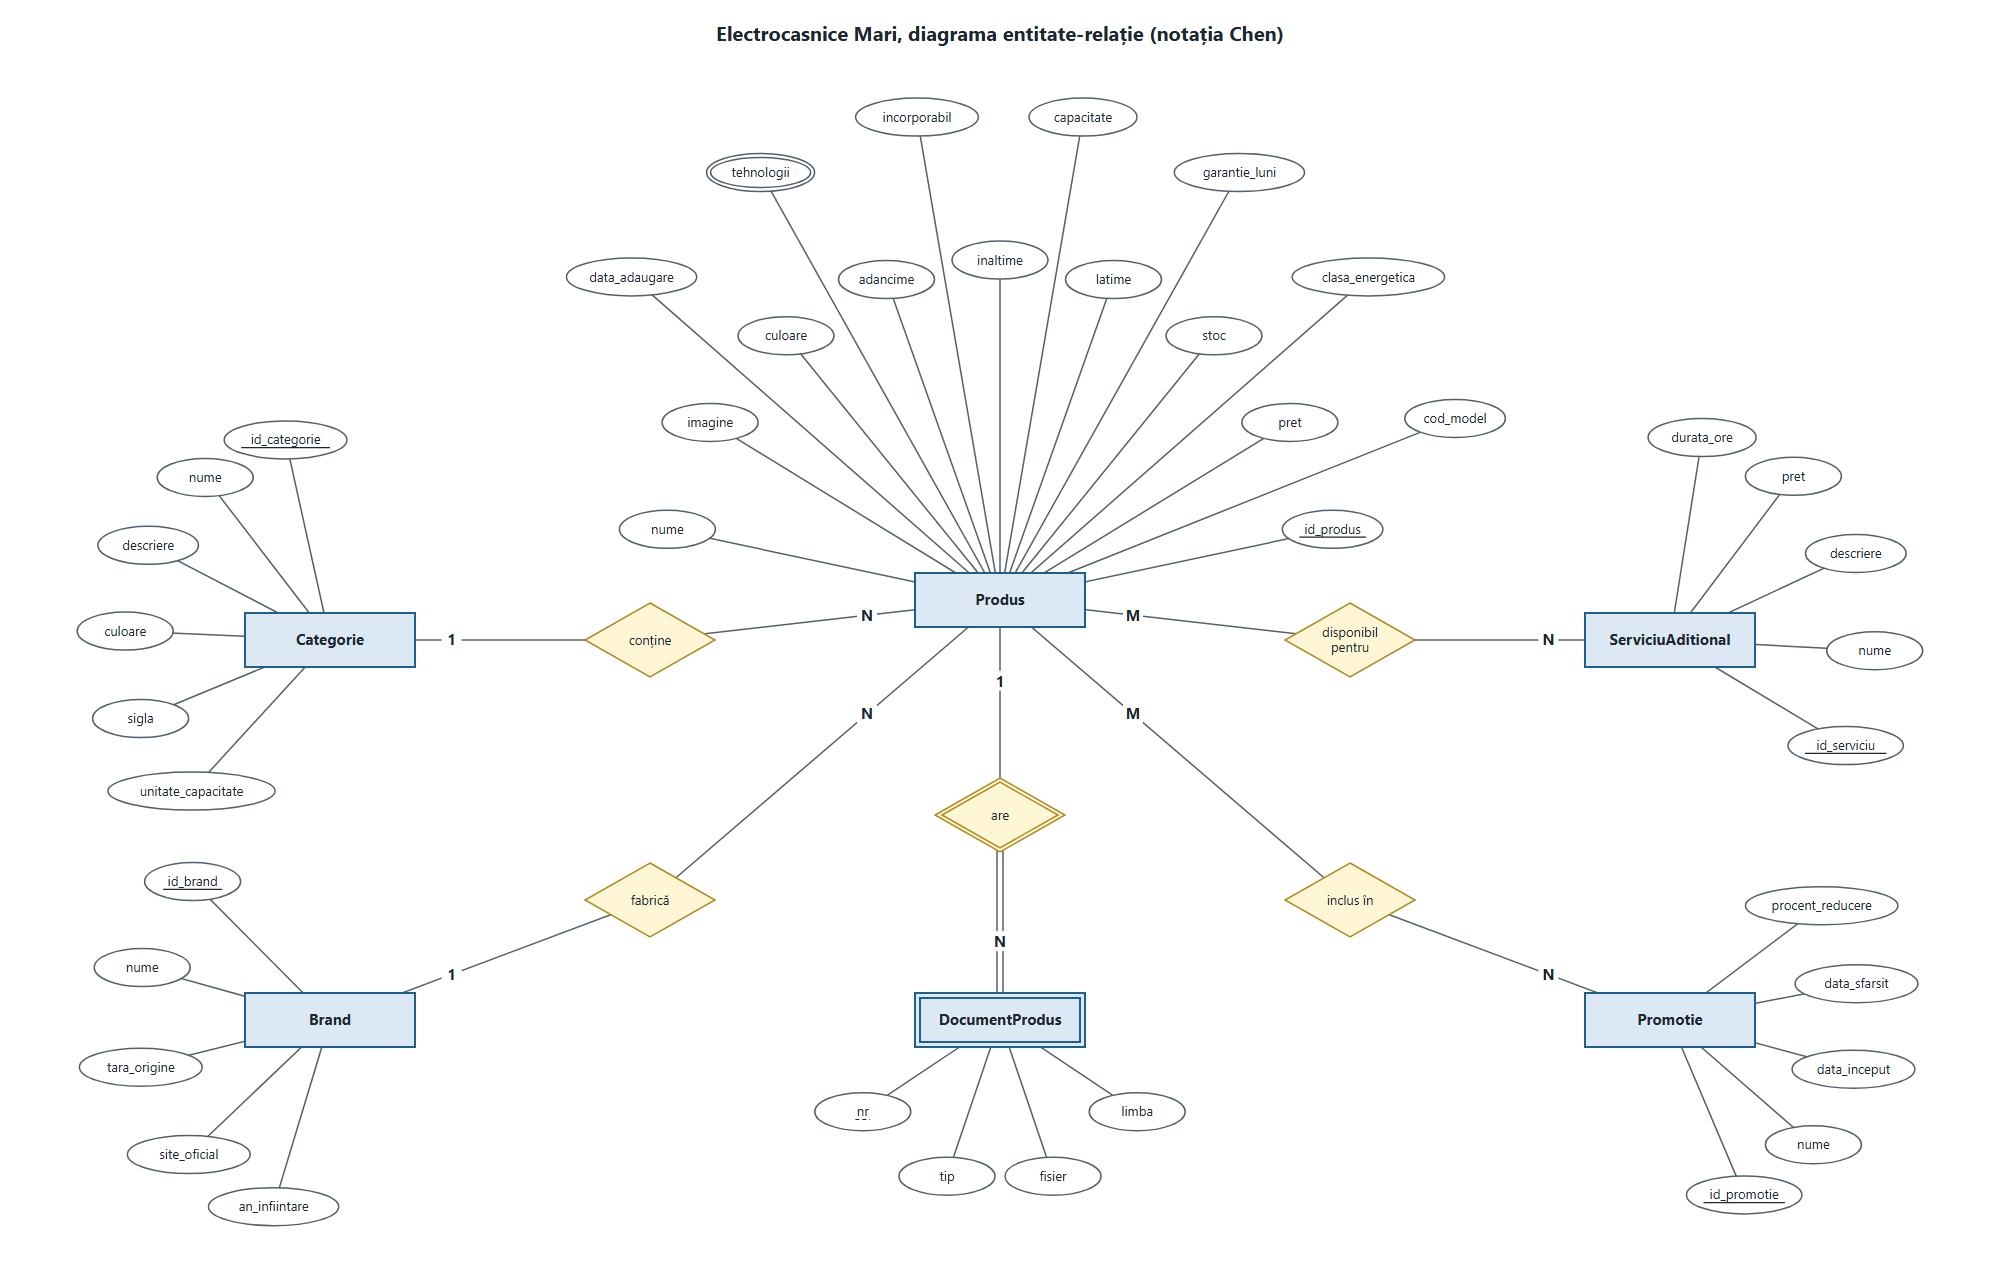 Electrocasnice Mari, diagrama entitate-relație (notația Chen)
incorporabil
capacitate
tehnologii
garantie_luni
inaltime
data_adaugare
adancime
latime
clasa_energetica
culoare
stoc
imagine
pret
cod_model
nume
id_produs
id_categorie
nume
descriere
culoare
sigla
unitate_capacitate
durata_ore
pret
descriere
nume
id_serviciu
Produs
Categorie
1
conține
N
M
disponibil
pentru
N
ServiciuAditional
1
N
M
are
fabrică
inclus în
N
1
N
id_brand
nume
tara_origine
site_oficial
an_infiintare
Brand
DocumentProdus
Promotie
procent_reducere
data_sfarsit
data_inceput
nume
id_promotie
nr
limba
tip
fisier